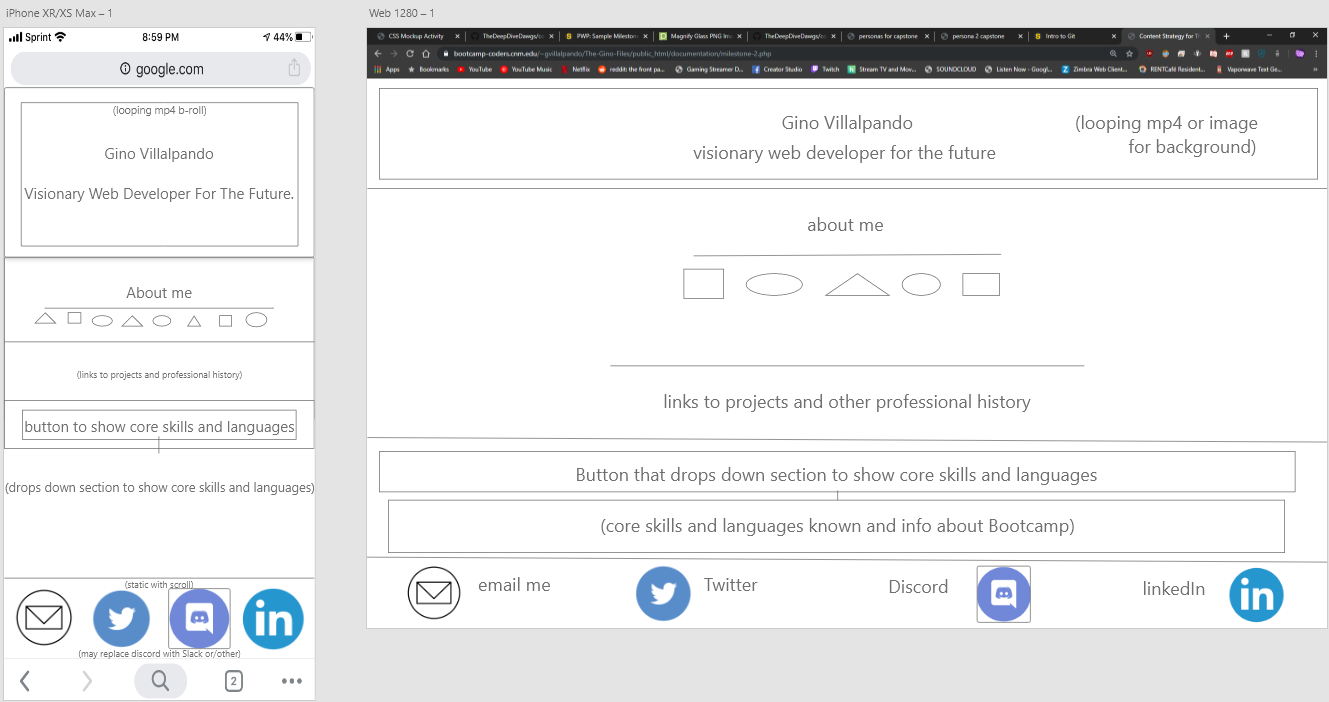 iPhone XR/XS Max – 1
Sprint
8:59 PM
44%
google.com
(looping mp4 b-roll)
Gino Villalpando
Visionary Web Developer For The Future.
About me
(links to projects and professional history)
button to show core skills and languages
(drops down section to show core skills and languages)
(static with scroll)
in
(may replace discord with Slack or/other)
2
Web 1280 – 1
CSS Mockup Activity
TheDeepDiveDawgs/co
PWP: Sample Milestone
Magnify Glass PNG Im
TheDeepDiveDawgs/co
personas for capstone
persona 2 capstone
Intro to Git
Content Strategy for Th
bootcamp-coders.cnm.edu/~gvillalpando/The-Gino-Files/public_html/documentation/milestone-2.php
Apps Bookmarks YouTube YouTube Music Netflix reddit: the front pa... Gaming Streamer D... Creator Studio Twitch Stream TV and Mov... SOUNDCLOUD Listen Now - Googl... Zimbra Web Client... RENTCafé Resident... Vaporwave Text Ge...
Gino Villalpando
visionary web developer for the future
(looping mp4 or image
for background)
about me
links to projects and other professional history
Button that drops down section to show core skills and languages
(core skills and languages known and info about Bootcamp)
email me
Twitter
Discord
linkedIn
in